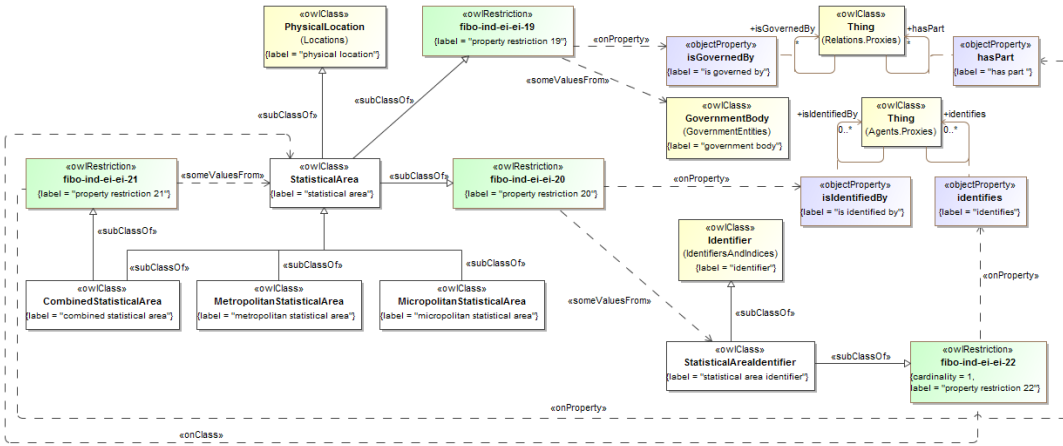 «owlClass»
PhysicalLocation
(Locations)
{label = "physical location"}
«owlRestriction»
fibo-ind-ei-ei-19
{label = "property restriction 19"}
«onProperty»
«someValuesFrom»
«objectProperty»
isGovernedBy
{label = "is governed by"}
+isGovernedBy
*
«owlClass»
Thing
(Relations.Proxies)
+hasPart
*
«objectProperty»
hasPart
{label = "has part "}
«owlClass»
GovernmentBody
(GovernmentEntities)
{label = "government body"}
+isIdentifiedBy
0..*
«owlClass»
Thing
(Agents.Proxies)
+identifies
0..*
«subClassOf»
«subClassOf»
«owlRestriction»
fibo-ind-ei-ei-21
{label = "property restriction 21"}
«someValuesFrom»
«owlClass»
StatisticalArea
{label = "statistical area"}
«subClassOf»
«owlRestriction»
fibo-ind-ei-ei-20
{label = "property restriction 20"}
«onProperty»
«objectProperty»
isIdentifiedBy
{label = "is identified by"}
«objectProperty»
identifies
{label = "identifies"}
«owlClass»
Identifier
(IdentifiersAndIndices)
{label = "identifier"}
«subClassOf»
«subClassOf»
«subClassOf»
«subClassOf»
«someValuesFrom»
«onProperty»
«owlClass»
CombinedStatisticalArea
{label = "combined statistical area"}
«owlClass»
MetropolitanStatisticalArea
{label = "metropolitan statistical area"}
«owlClass»
MicropolitanStatisticalArea
{label = "micropolitan statistical area"}
«subClassOf»
«owlClass»
StatisticalAreaIdentifier
{label = "statistical area identifier"}
«subClassOf»
«owlRestriction»
fibo-ind-ei-ei-22
{cardinality = 1,
label = "property restriction 22"}
«onProperty»
«onClass»